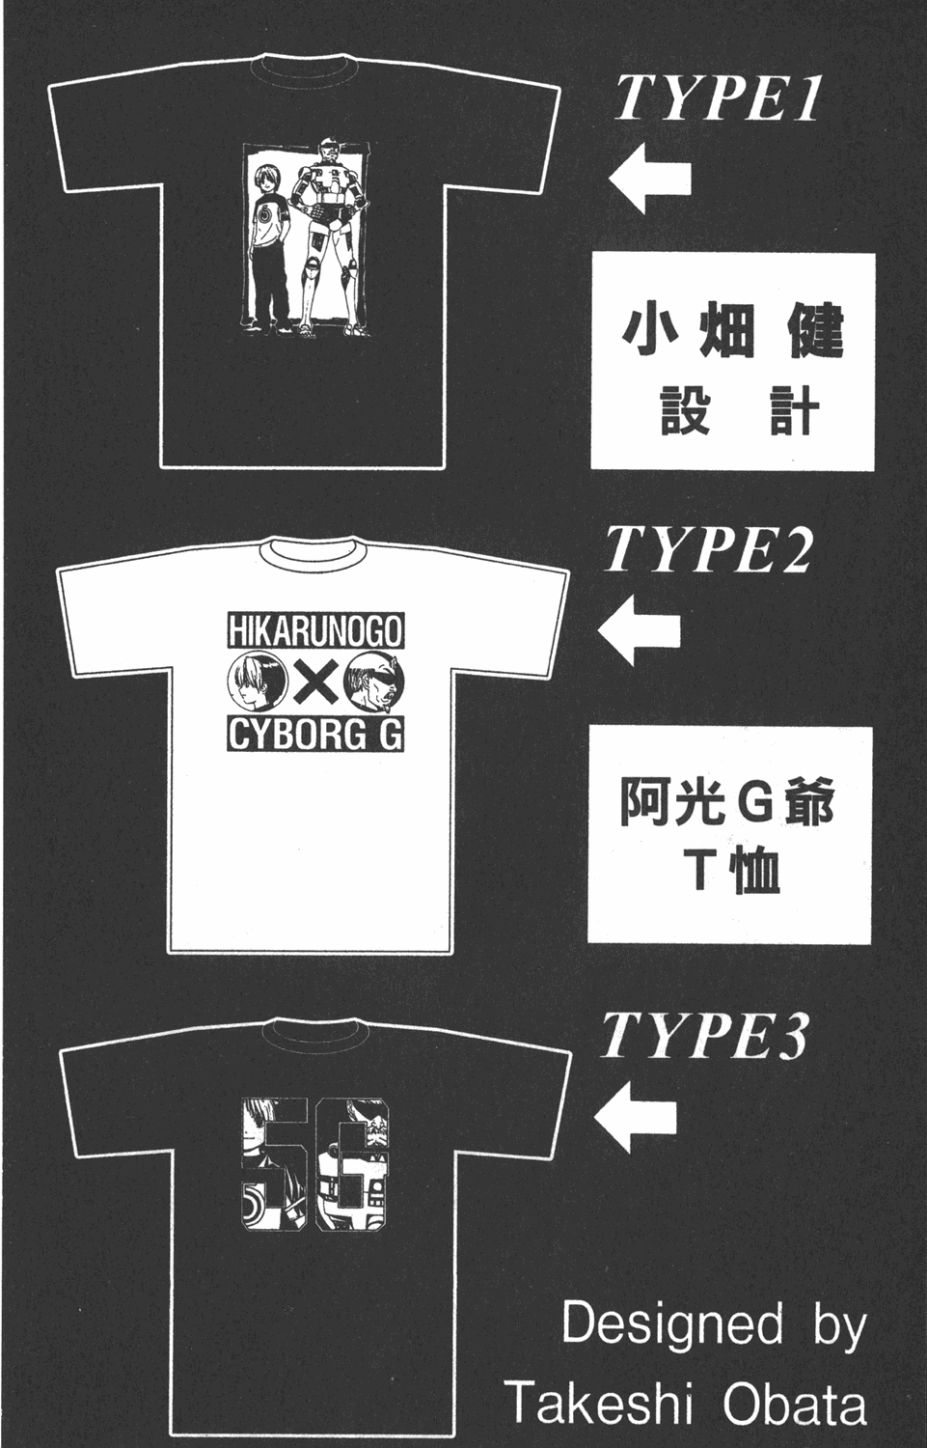 TYPE1
小畑 健
設 計
TYPE2
HIKARUNOGO
×
CYBORG G
阿光G爺
T恤
TYPE3
5G
Designed by
Takeshi Obata